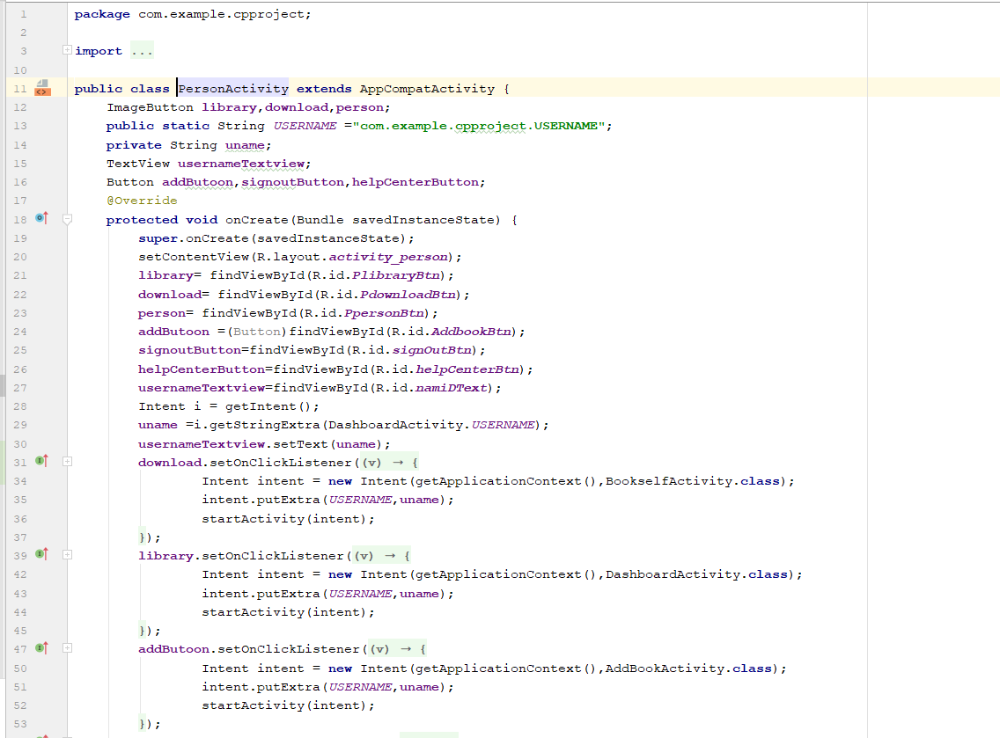 1 package com.example.cpproject;
2
3 import ...
10
11 public class PersonActivity extends AppCompatActivity {
12 ImageButton library,download,person;
13 public static String USERNAME ="com.example.cpproject.USERNAME";
14 private String uname;
15 TextView usernameTextview;
16 Button addButoon,signoutButton,helpCenterButton;
17 @Override
18 protected void onCreate(Bundle savedInstanceState) {
19 super.onCreate(savedInstanceState);
20 setContentView(R.layout.activity_person);
21 library= findViewById(R.id.PlibraryBtn);
22 download= findViewById(R.id.PdownloadBtn);
23 person= findViewById(R.id.PpersonBtn);
24 addButoon =(Button)findViewById(R.id.AddbookBtn);
25 signoutButton=findViewById(R.id.signOutBtn);
26 helpCenterButton=findViewById(R.id.helpCenterBtn);
27 usernameTextview=findViewById(R.id.namiDText);
28 Intent i = getIntent();
29 uname =i.getStringExtra(DashboardActivity.USERNAME);
30 usernameTextview.setText(uname);
31 download.setOnClickListener((v) → {
34 Intent intent = new Intent(getApplicationContext(),BookselfActivity.class);
35 intent.putExtra(USERNAME,uname);
36 startActivity(intent);
37 });
39 library.setOnClickListener((v) → {
42 Intent intent = new Intent(getApplicationContext(),DashboardActivity.class);
43 intent.putExtra(USERNAME,uname);
44 startActivity(intent);
45 });
47 addButoon.setOnClickListener((v) → {
50 Intent intent = new Intent(getApplicationContext(),AddBookActivity.class);
51 intent.putExtra(USERNAME,uname);
52 startActivity(intent);
53 });